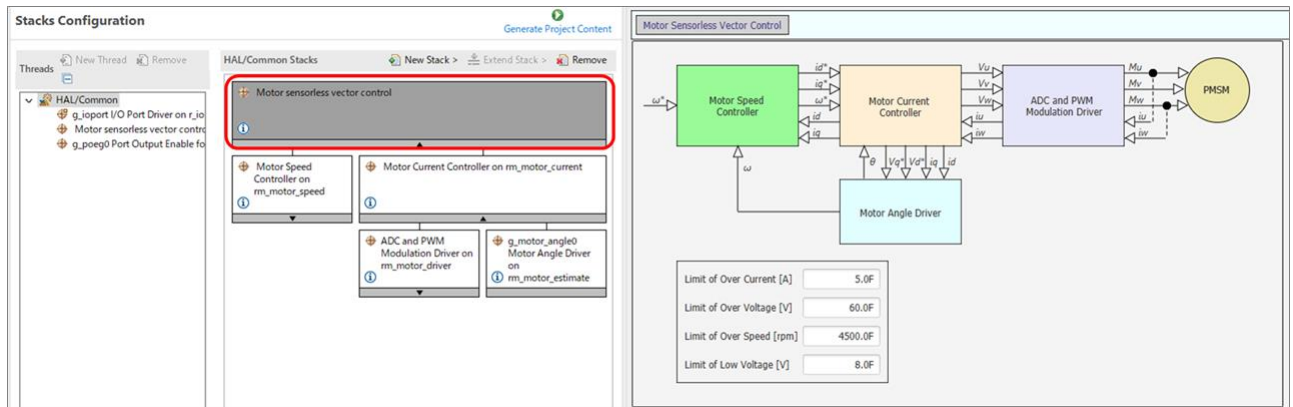 Stacks Configuration
Generate Project Content
Threads
New Thread
Remove
HAL/Common
g_ioport I/O Port Driver on r_io
Motor sensorless vector contro
g_poeg0 Port Output Enable fo
HAL/Common Stacks
New Stack >
Extend Stack >
Remove
Motor sensorless vector control
Motor Speed
Controller on
rm_motor_speed
Motor Current Controller on rm_motor_current
ADC and PWM
Modulation Driver on
rm_motor_driver
g_motor_angle0
Motor Angle Driver
on
rm_motor_estimate
Motor Sensorless Vector Control
ω*
Motor Speed
Controller
id*
iq*
ω*
id
iq
Motor Current
Controller
Vu
Vv
Vw
iu
iw
ADC and PWM
Modulation Driver
Mu
Mv
Mw
iu
iw
PMSM
ω
θ
Vq*
Vd*
iq
id
Motor Angle Driver
Limit of Over Current [A] 5.0F
Limit of Over Voltage [V] 60.0F
Limit of Over Speed [rpm] 4500.0F
Limit of Low Voltage [V] 8.0F